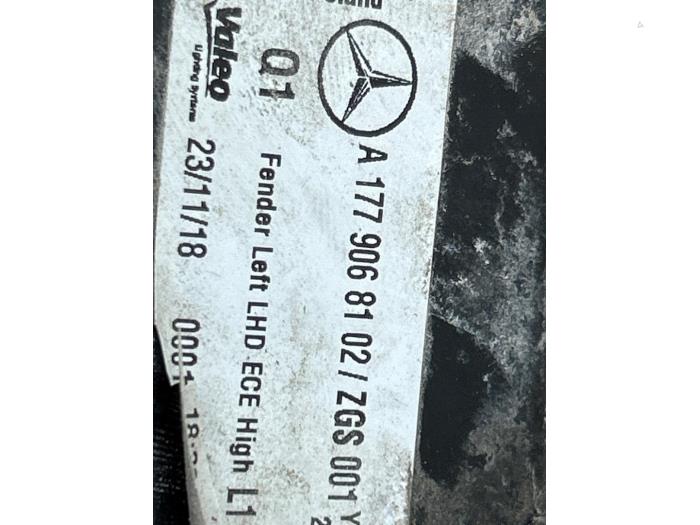 A 177 906 81 02 / ZGS 001 Y
Q1 Fender Left LHD ECE High L1
Valeo
Lighting Systems
23/11/18 0001